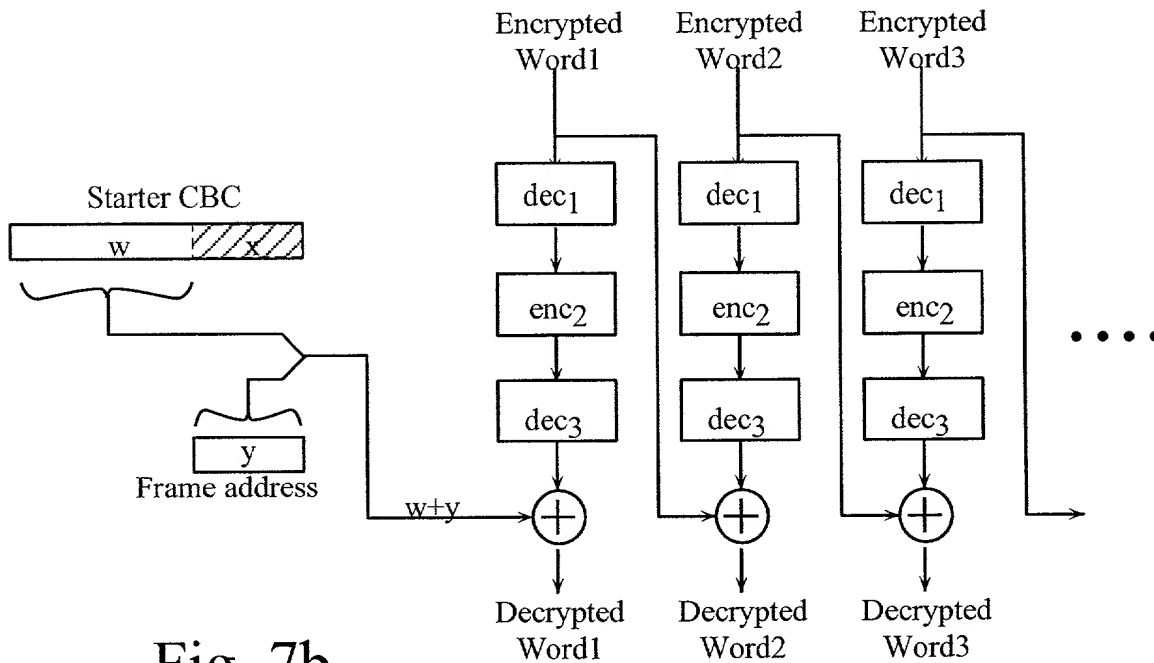 Encrypted Word1
Encrypted Word2
Encrypted Word3
Starter CBC
w
x
dec1
dec1
dec1
enc2
enc2
enc2
dec3
dec3
dec3
y
Frame address
w+y
Decrypted Word1
Decrypted Word2
Decrypted Word3
Fig. 7b